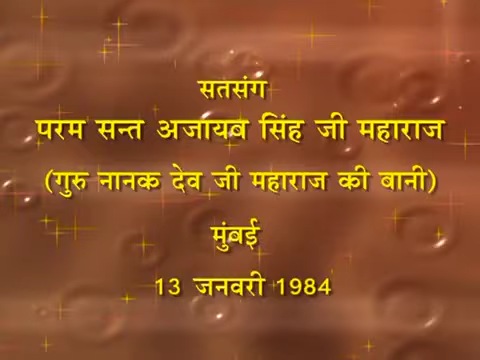 सतसंग
परम सन्त अजायब सिंह जी महाराज
(गुरु नानक देव जी महाराज की बानी)
मुंबई
13 जनवरी 1984